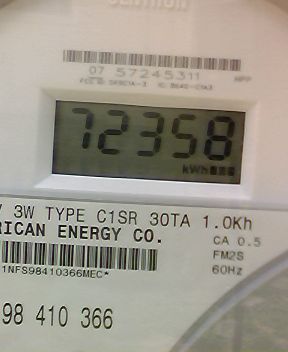 07 57245311
72358
kWh
V 3W TYPE C1SR 30TA 1.0Kh
RICAN ENERGY CO.
CA 0.5
FM2S
60Hz
1NFS98410366MEC*
98 410 366